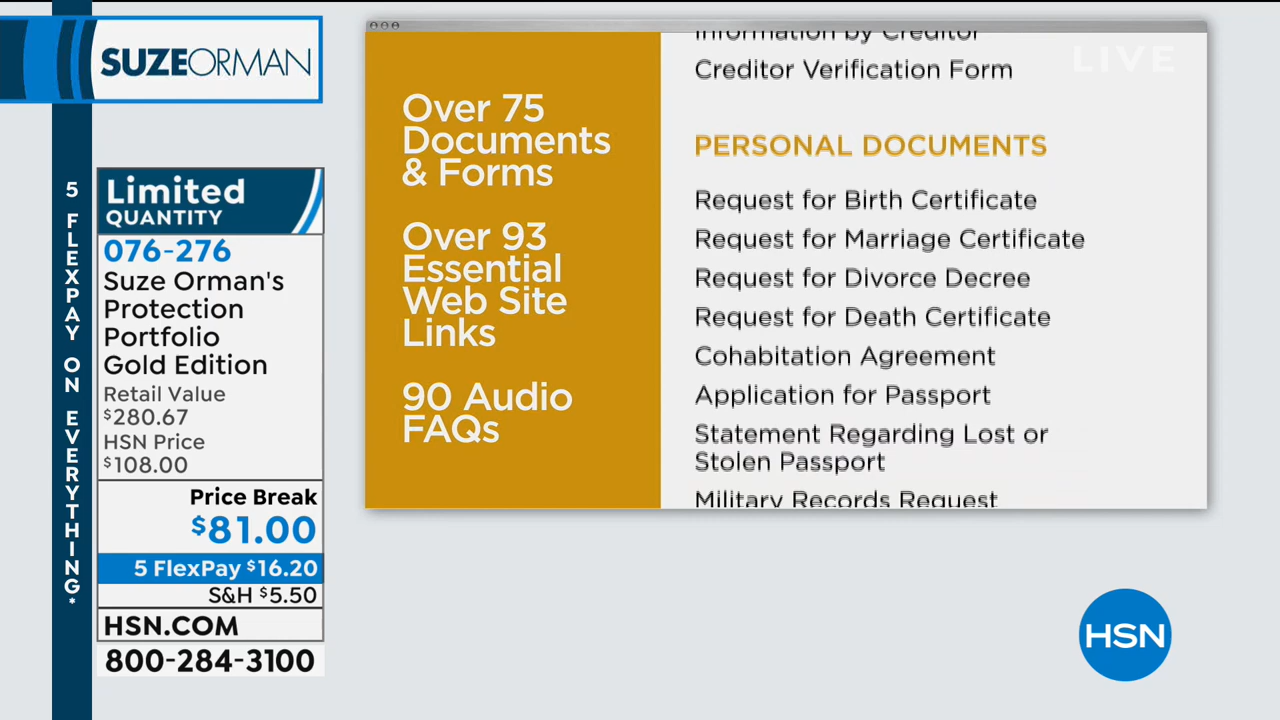 SUZEORMAN
5 FLEXPAY ON EVERYTHING*
Limited
QUANTITY
076-276
Suze Orman's
Protection
Portfolio
Gold Edition
Retail Value
$280.67
HSN Price
$108.00
Price Break
$81.00
5 FlexPay $16.20
S&H $5.50
HSN.COM
800-284-3100
Over 75
Documents
& Forms
Over 93
Essential
Web Site
Links
90 Audio
FAQs
LIVE
Information by Creditor
Creditor Verification Form
PERSONAL DOCUMENTS
Request for Birth Certificate
Request for Marriage Certificate
Request for Divorce Decree
Request for Death Certificate
Cohabitation Agreement
Application for Passport
Statement Regarding Lost or
Stolen Passport
Military Records Request
HSN